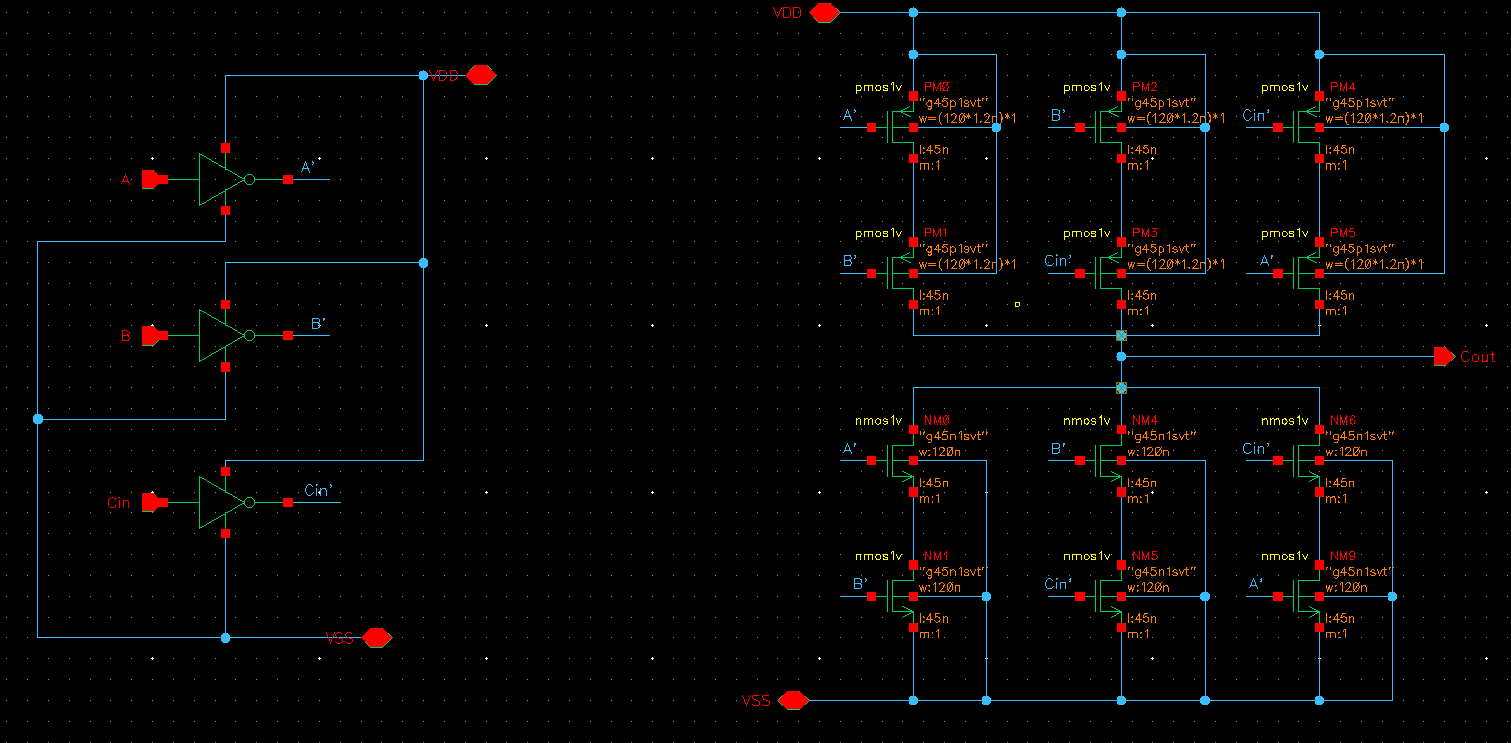 VDD
A
A'
B
B'
Cin
Cin'
VSS
VDD
pmos1v
PM0
"g45p1svt"
A'
w=(120*1.2n)*1
l:45n
m:1
pmos1v
PM2
"g45p1svt"
B'
w=(120*1.2n)*1
l:45n
m:1
pmos1v
PM4
"g45p1svt"
Cin'
w=(120*1.2n)*1
l:45n
m:1
pmos1v
PM1
"g45p1svt"
B'
w=(120*1.2n)*1
l:45n
m:1
pmos1v
PM3
"g45p1svt"
Cin'
w=(120*1.2n)*1
l:45n
m:1
pmos1v
PM5
"g45p1svt"
A'
w=(120*1.2n)*1
l:45n
m:1
Cout
nmos1v
NM0
"g45n1svt"
A'
w:120n
l:45n
m:1
nmos1v
NM4
"g45n1svt"
B'
w:120n
l:45n
m:1
nmos1v
NM6
"g45n1svt"
Cin'
w:120n
l:45n
m:1
nmos1v
NM1
"g45n1svt"
B'
w:120n
l:45n
m:1
nmos1v
NM5
"g45n1svt"
Cin'
w:120n
l:45n
m:1
nmos1v
NM9
"g45n1svt"
A'
w:120n
l:45n
m:1
VSS